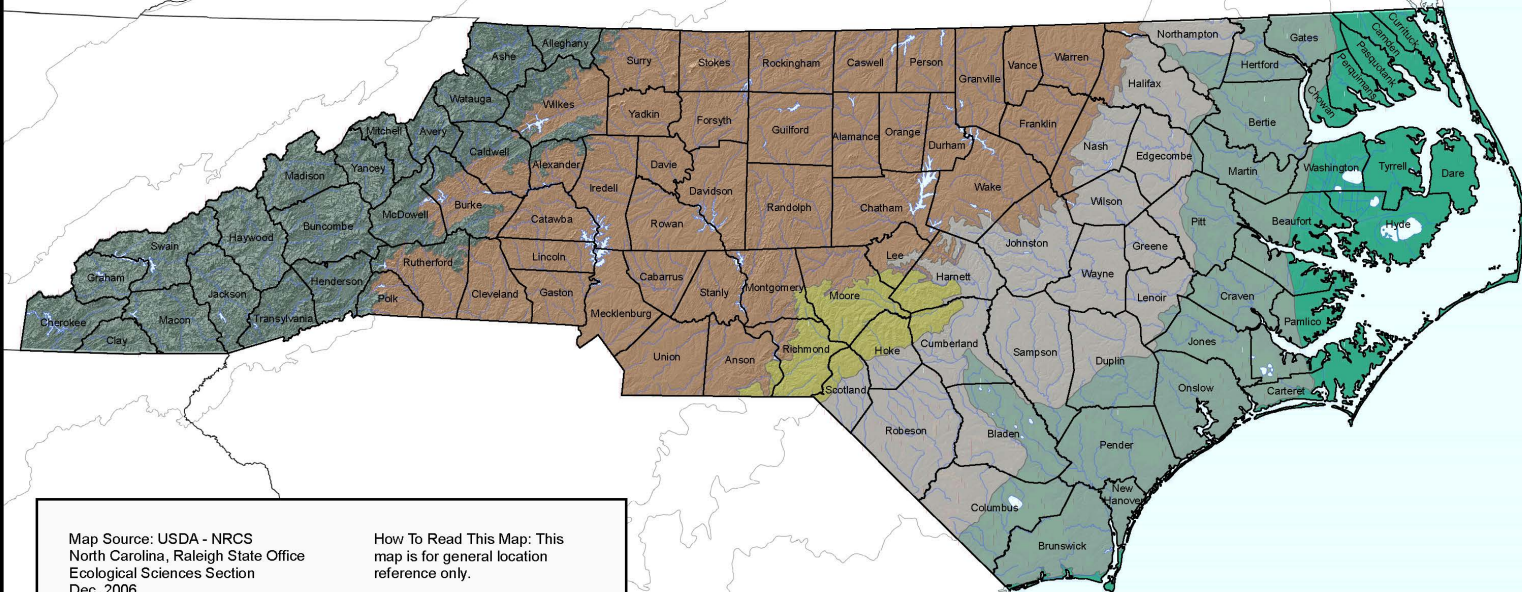 Northampton
Gates
Currituck
Camden
Pasquotank
Perquimans
Chowan
Alleghany
Ashe
Surry
Stokes
Rockingham
Caswell
Person
Granville
Vance
Warren
Halifax
Hertford
Bertie
Watauga
Wilkes
Yadkin
Forsyth
Guilford
Alamance
Orange
Durham
Franklin
Nash
Edgecombe
Martin
Washington
Tyrrell
Dare
Mitchell
Avery
Caldwell
Alexander
Davie
Iredell
Davidson
Randolph
Chatham
Wake
Wilson
Pitt
Beaufort
Hyde
Madison
Yancey
McDowell
Burke
Catawba
Rowan
Buncombe
Haywood
Swain
Graham
Jackson
Henderson
Rutherford
Lincoln
Cabarrus
Lee
Johnston
Greene
Wayne
Harnett
Lenoir
Craven
Pamlico
Cherokee
Clay
Macon
Transylvania
Polk
Cleveland
Gaston
Mecklenburg
Stanly
Montgomery
Moore
Union
Anson
Richmond
Hoke
Cumberland
Scotland
Sampson
Duplin
Jones
Onslow
Carteret
Robeson
Bladen
Pender
Columbus
New
Hanover
Brunswick
Map Source: USDA - NRCS
North Carolina, Raleigh State Office
Ecological Sciences Section
Dec. 2006
How To Read This Map: This
map is for general location
reference only.